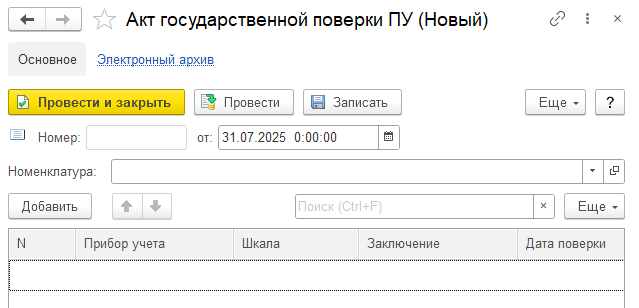 Акт государственной поверки ПУ (Новый)
Основное Электронный архив
Провести и закрыть Провести Записать Еще ?
Номер: от: 31.07.2025 0:00:00
Номенклатура:
Добавить Поиск (Ctrl+F) × Еще
N Прибор учета Шкала Заключение Дата поверки